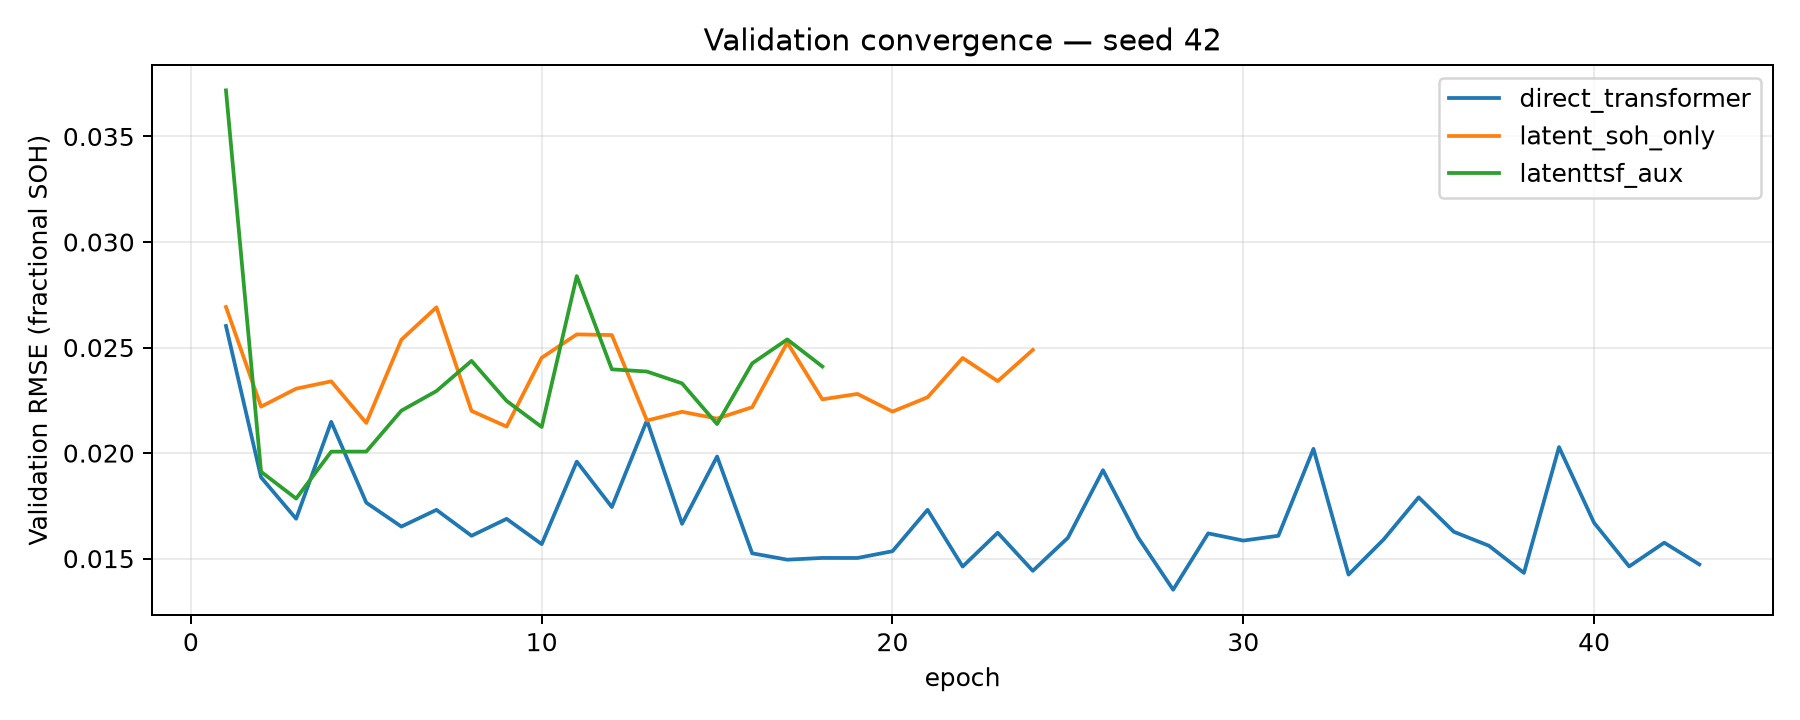 Validation convergence — seed 42
Validation RMSE (fractional SOH)
0.035
0.030
0.025
0.020
0.015
direct_transformer
latent_soh_only
latenttsf_aux
0 10 20 30 40
epoch